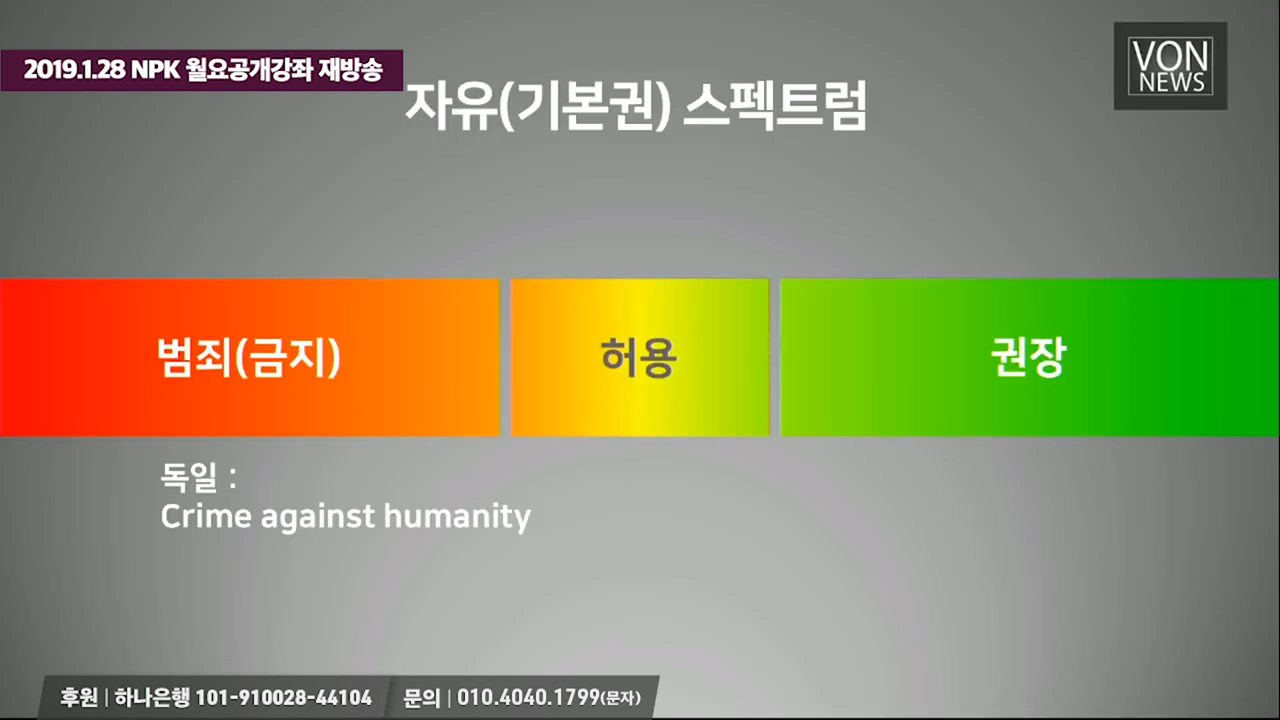 2019.1.28 NPK 월요공개강좌 재방송
VON
NEWS
자유(기본권) 스펙트럼
범죄(금지)
허용
권장
독일 :
Crime against humanity
후원 | 하나은행 101-910028-44104
문의 | 010.4040.1799(문자)